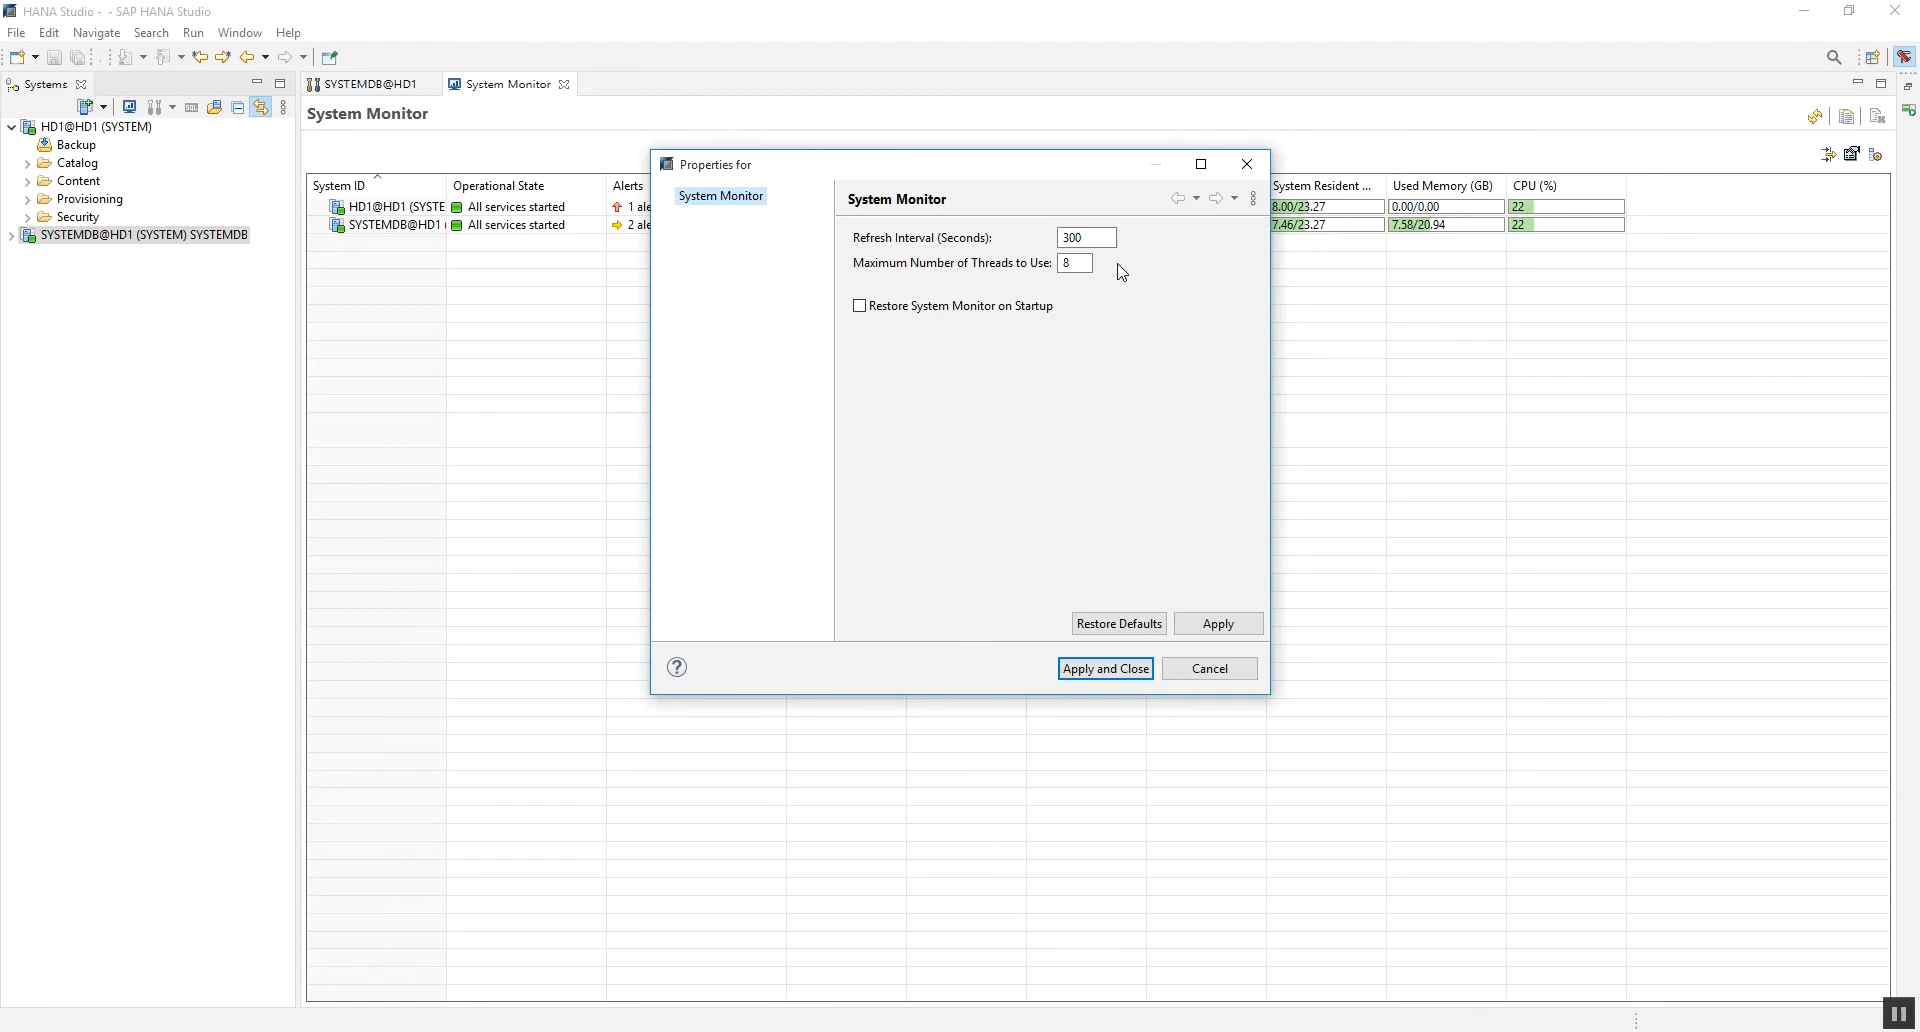 HANA Studio - - SAP HANA Studio
File Edit Navigate Search Run Window Help
Systems
SYSTEMDB@HD1
System Monitor
HD1@HD1 (SYSTEM)
Backup
Catalog
Content
Provisioning
Security
SYSTEMDB@HD1 (SYSTEM) SYSTEMDB
System Monitor
System ID Operational State Alerts System Resident ... Used Memory (GB) CPU (%)
HD1@HD1 (SYSTE All services started 1 ale 8.00/23.27 0.00/0.00 22
SYSTEMDB@HD1 ( All services started 2 ale 7.46/23.27 7.58/20.94 22
Properties for
System Monitor
System Monitor
Refresh Interval (Seconds): 300
Maximum Number of Threads to Use: 8
Restore System Monitor on Startup
Restore Defaults Apply
? Apply and Close Cancel